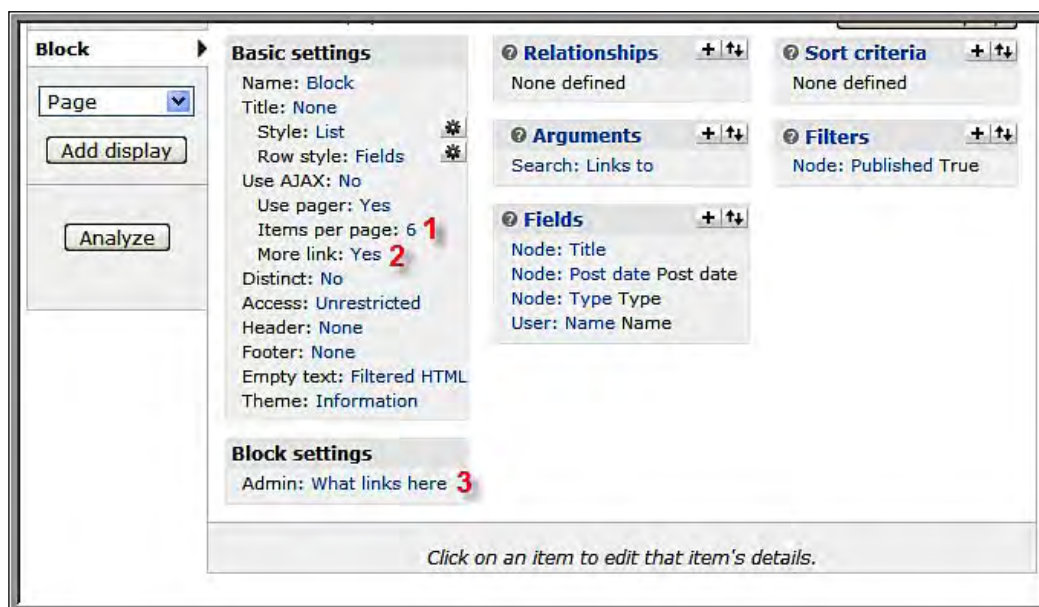 Block
Page
Add display
Analyze
Basic settings
Name: Block
Title: None
Style: List
Row style: Fields
Use AJAX: No
Use pager: Yes
Items per page: 6 1
More link: Yes 2
Distinct: No
Access: Unrestricted
Header: None
Footer: None
Empty text: Filtered HTML
Theme: Information
Block settings
Admin: What links here 3
Relationships
None defined
Arguments
Search: Links to
Fields
Node: Title
Node: Post date Post date
Node: Type Type
User: Name Name
Sort criteria
None defined
Filters
Node: Published True
Click on an item to edit that item's details.